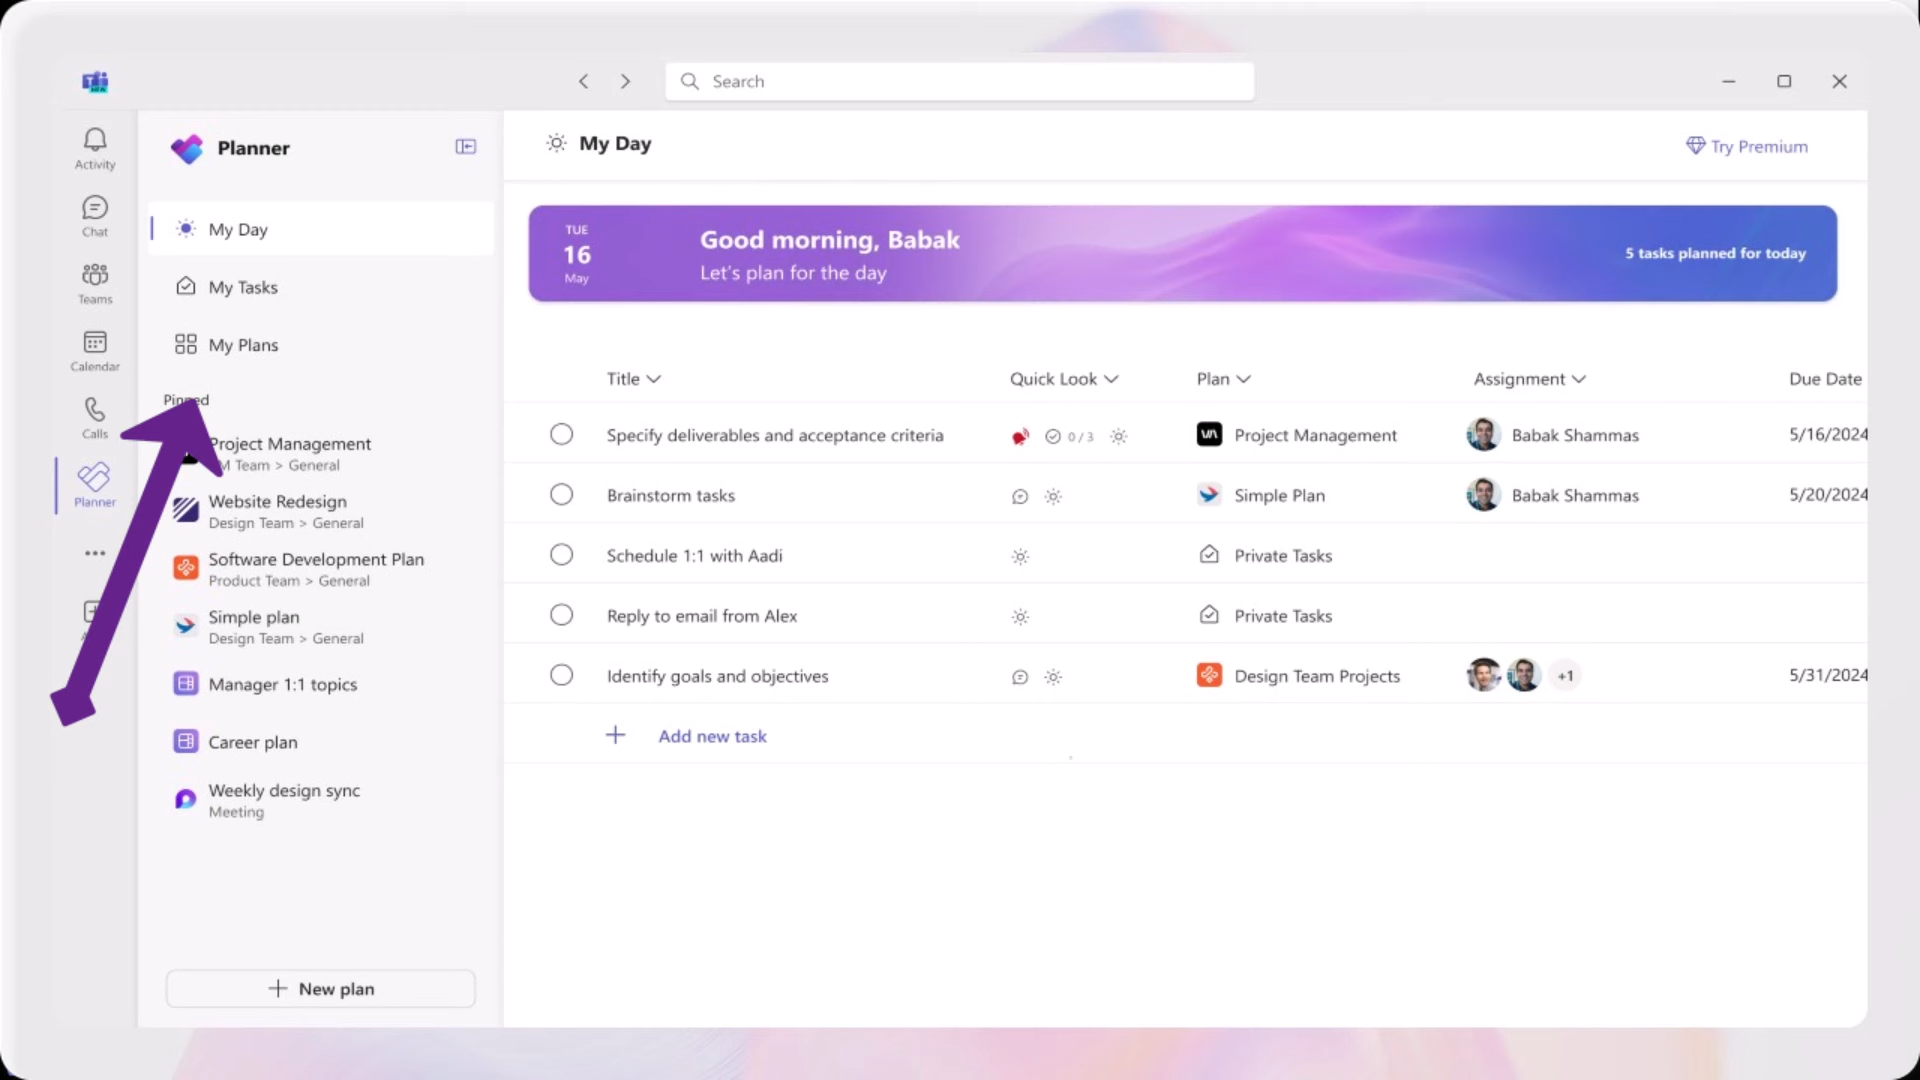 Search
Activity
Chat
Teams
Calendar
Calls
Planner
Planner
My Day
My Tasks
My Plans
Pinned
Project Management
PM Team > General
Website Redesign
Design Team > General
Software Development Plan
Product Team > General
Simple plan
Design Team > General
Manager 1:1 topics
Career plan
Weekly design sync
Meeting
New plan
My Day
Try Premium
TUE
16
May
Good morning, Babak
Let's plan for the day
5 tasks planned for today
Title Quick Look Plan Assignment Due Date
Specify deliverables and acceptance criteria 0 / 3 Project Management Babak Shammas 5/16/2024
Brainstorm tasks Simple Plan Babak Shammas 5/20/2024
Schedule 1:1 with Aadi Private Tasks
Reply to email from Alex Private Tasks
Identify goals and objectives Design Team Projects +1 5/31/2024
Add new task